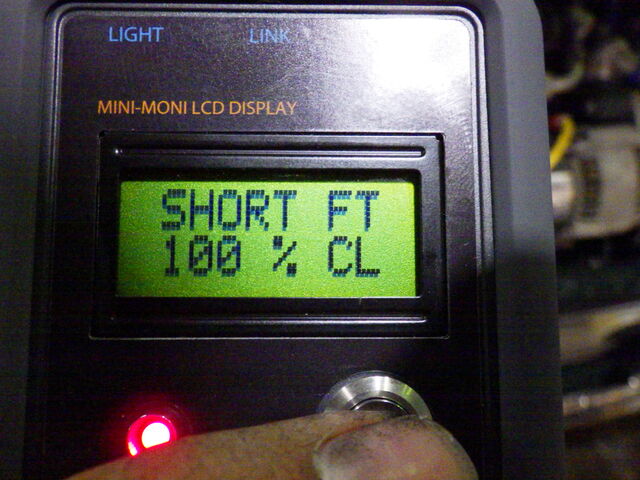 LIGHT LINK
MINI-MONI LCD DISPLAY
SHORT FT
100 % CL